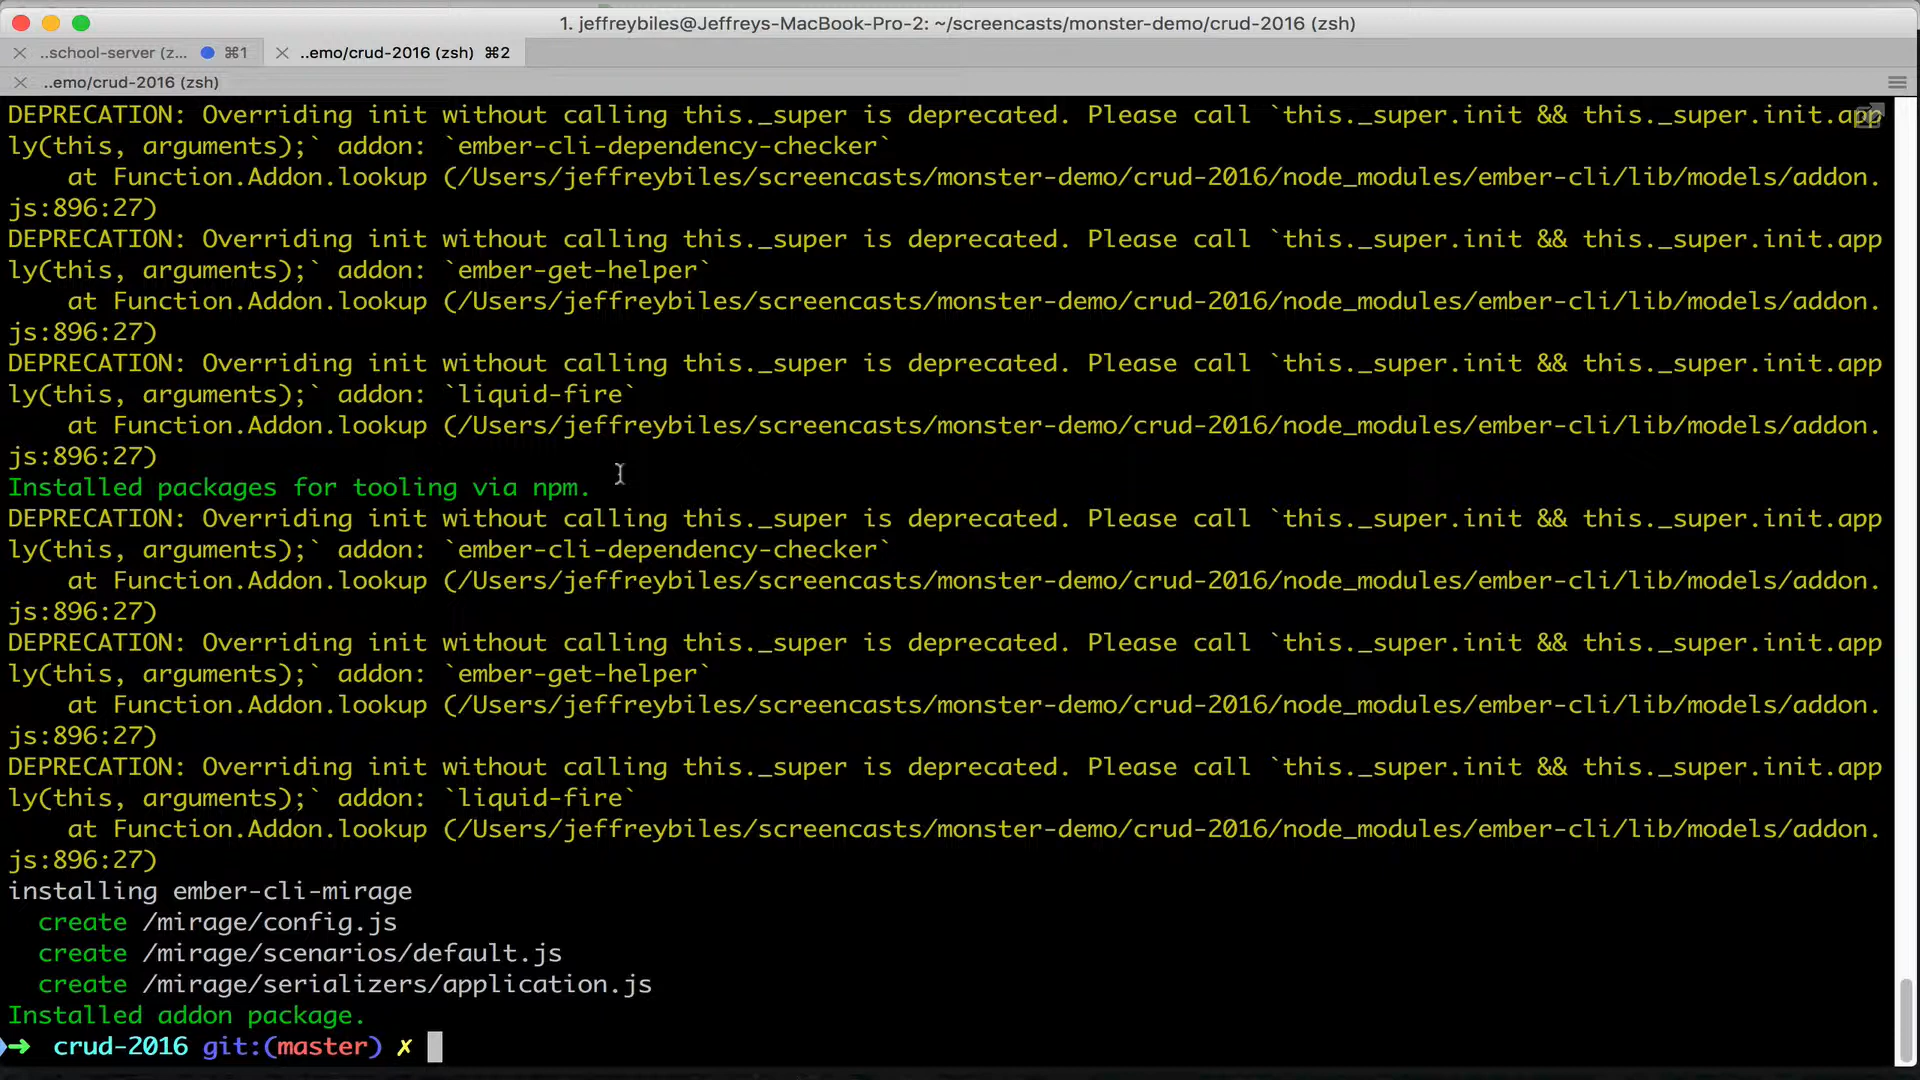 1. jeffreybiles@Jeffreys-MacBook-Pro-2: ~/screencasts/monster-demo/crud-2016 (zsh)
..school-server (z... ⌘1 ..emo/crud-2016 (zsh) ⌘2
..emo/crud-2016 (zsh)
DEPRECATION: Overriding init without calling this._super is deprecated. Please call `this._super.init && this._super.init.app
ly(this, arguments);` addon: `ember-cli-dependency-checker`
    at Function.Addon.lookup (/Users/jeffreybiles/screencasts/monster-demo/crud-2016/node_modules/ember-cli/lib/models/addon.
js:896:27)
DEPRECATION: Overriding init without calling this._super is deprecated. Please call `this._super.init && this._super.init.app
ly(this, arguments);` addon: `ember-get-helper`
    at Function.Addon.lookup (/Users/jeffreybiles/screencasts/monster-demo/crud-2016/node_modules/ember-cli/lib/models/addon.
js:896:27)
DEPRECATION: Overriding init without calling this._super is deprecated. Please call `this._super.init && this._super.init.app
ly(this, arguments);` addon: `liquid-fire`
    at Function.Addon.lookup (/Users/jeffreybiles/screencasts/monster-demo/crud-2016/node_modules/ember-cli/lib/models/addon.
js:896:27)
Installed packages for tooling via npm.
DEPRECATION: Overriding init without calling this._super is deprecated. Please call `this._super.init && this._super.init.app
ly(this, arguments);` addon: `ember-cli-dependency-checker`
    at Function.Addon.lookup (/Users/jeffreybiles/screencasts/monster-demo/crud-2016/node_modules/ember-cli/lib/models/addon.
js:896:27)
DEPRECATION: Overriding init without calling this._super is deprecated. Please call `this._super.init && this._super.init.app
ly(this, arguments);` addon: `ember-get-helper`
    at Function.Addon.lookup (/Users/jeffreybiles/screencasts/monster-demo/crud-2016/node_modules/ember-cli/lib/models/addon.
js:896:27)
DEPRECATION: Overriding init without calling this._super is deprecated. Please call `this._super.init && this._super.init.app
ly(this, arguments);` addon: `liquid-fire`
    at Function.Addon.lookup (/Users/jeffreybiles/screencasts/monster-demo/crud-2016/node_modules/ember-cli/lib/models/addon.
js:896:27)
installing ember-cli-mirage
  create /mirage/config.js
  create /mirage/scenarios/default.js
  create /mirage/serializers/application.js
Installed addon package.
➜ crud-2016 git:(master) ✗